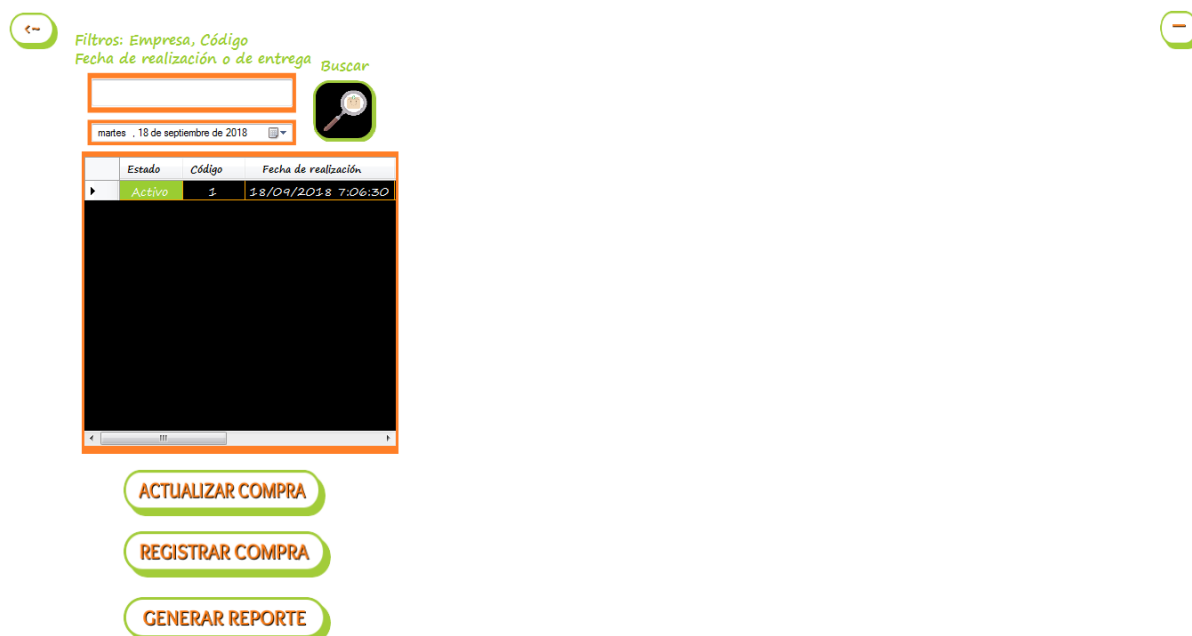 Filtros: Empresa, Código
Fecha de realización o de entrega
Buscar
martes , 18 de septiembre de 2018
Estado Código Fecha de realización
Activo 1 18/09/2018 7:06:30
ACTUALIZAR COMPRA
REGISTRAR COMPRA
GENERAR REPORTE